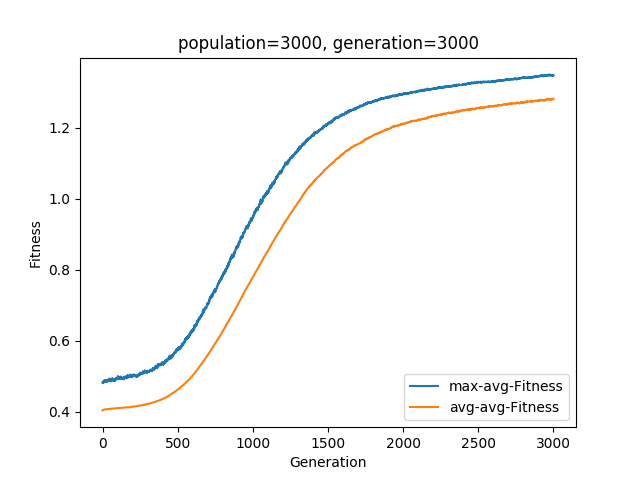 population=3000, generation=3000
Fitness
1.2
1.0
0.8
0.6
0.4
max-avg-Fitness
avg-avg-Fitness
0 500 1000 1500 2000 2500 3000
Generation